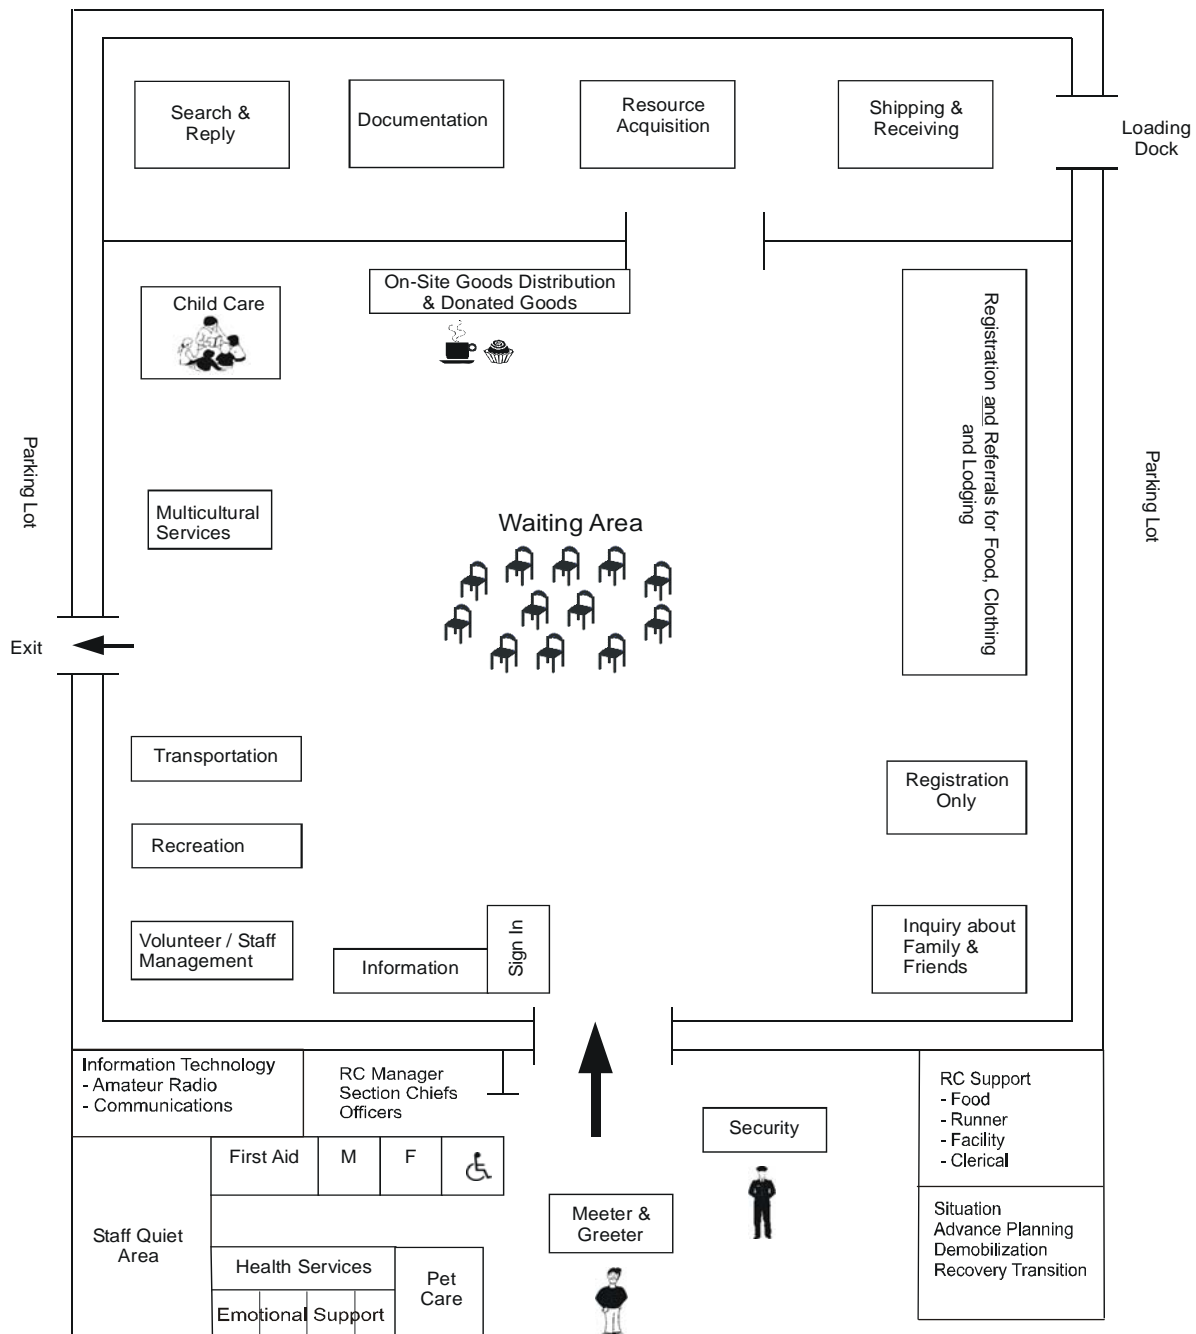 Search &
Reply
Documentation
Resource
Acquisition
Shipping &
Receiving
Loading
Dock
Child Care
On-Site Goods Distribution
& Donated Goods
Registration and Referrals for Food, Clothing
and Lodging
Parking Lot
Parking Lot
Multicultural
Services
Waiting Area
Exit
Transportation
Registration
Only
Recreation
Volunteer / Staff
Management
Information
Sign In
Inquiry about
Family &
Friends
Information Technology
- Amateur Radio
- Communications
RC Manager
Section Chiefs
Officers
RC Support
- Food
- Runner
- Facility
- Clerical
Security
First Aid
M
F
Meeter &
Greeter
Situation
Advance Planning
Demobilization
Recovery Transition
Staff Quiet
Area
Health Services
Pet
Care
Emotional Support